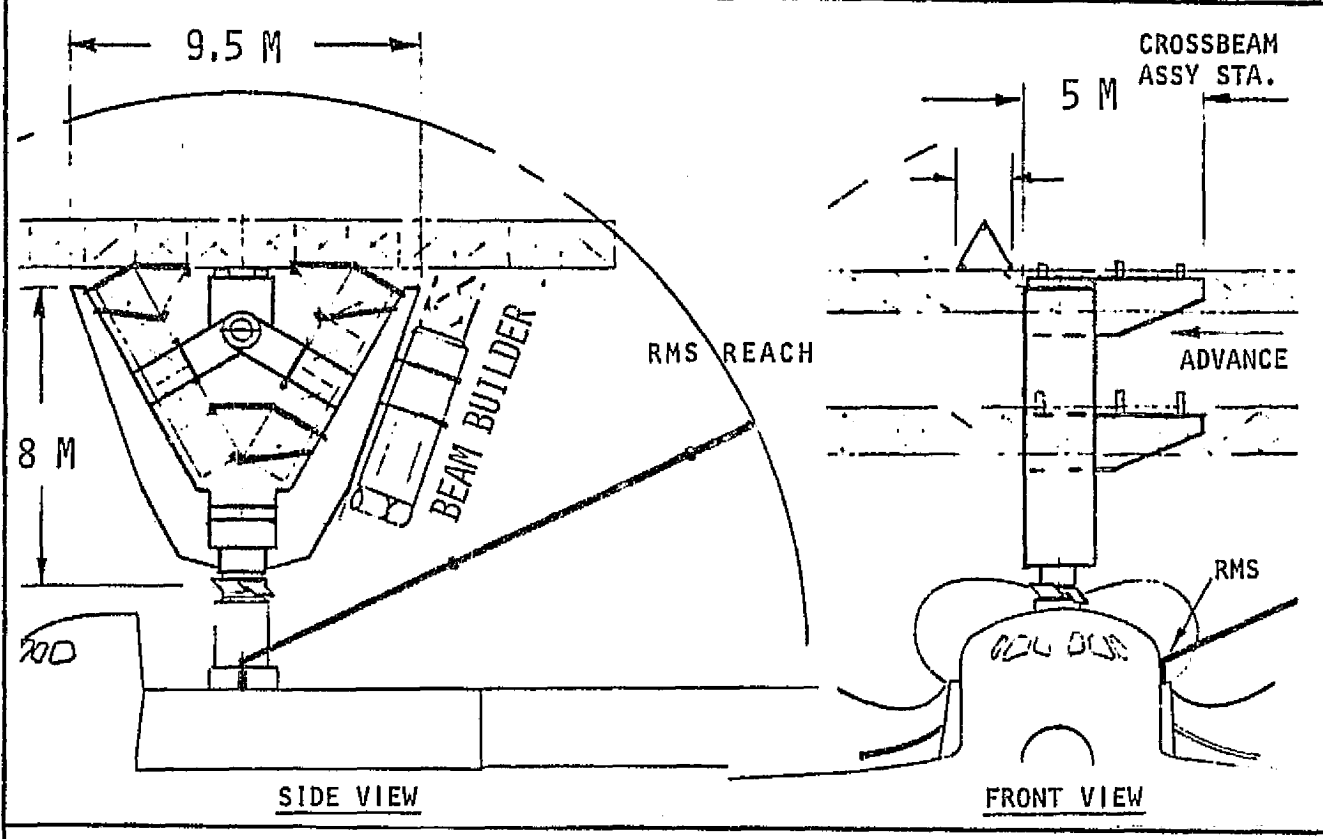 9.5 M
CROSSBEAM
ASSY STA.
5 M
RMS REACH
ADVANCE
8 M
BEAM BUILDER
RMS
SIDE VIEW
FRONT VIEW